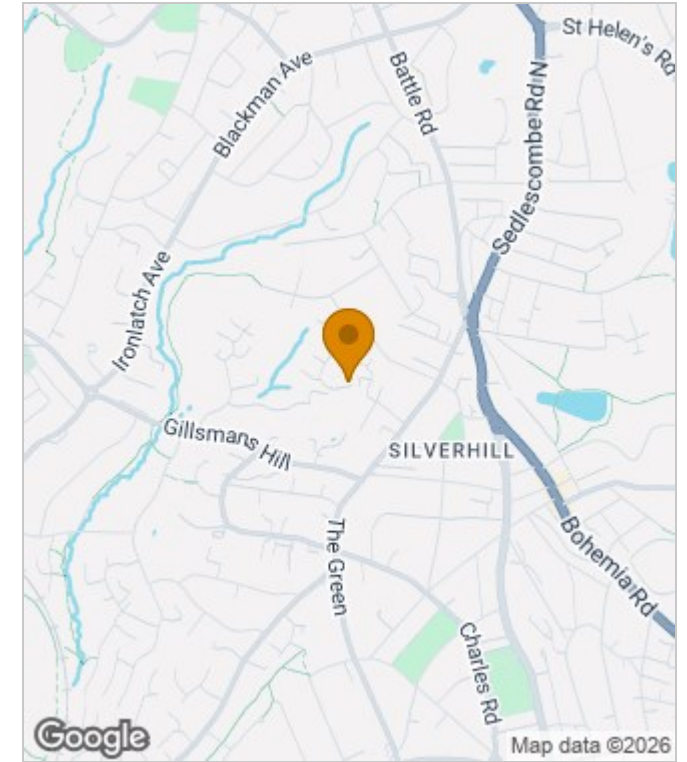 St Helen's Rd
Blackman Ave
Battle Rd
Sedlescombe Rd N
Ironlatch Ave
Gillsmans Hill
SILVERHILL
The Green
Bohemia Rd
Charles Rd
Google
Map data ©2026